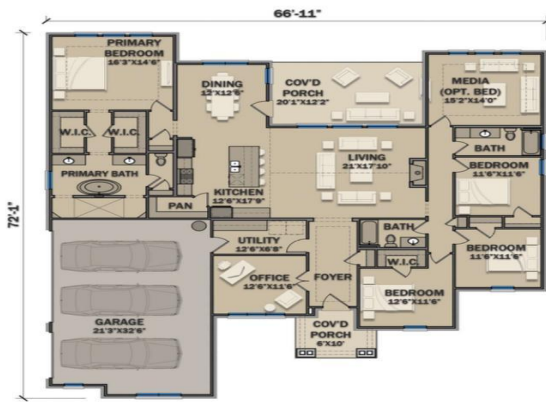 66'-11"
72'-1"
PRIMARY
BEDROOM
16'3"X14'6"
DINING
12'X12'6"
COV'D
PORCH
20'1"X12'2"
MEDIA
(OPT. BED)
15'2"X14'0"
W.I.C.
W.I.C.
BATH
LIVING
21'X17'10"
BEDROOM
11'6"X11'6"
PRIMARY BATH
KITCHEN
12'6"X17'9"
PAN
BATH
UTILITY
12'6"X6'8"
BEDROOM
11'6"X11'6"
W.I.C.
OFFICE
12'6"X11'6"
FOYER
BEDROOM
12'6"X11'6"
GARAGE
21'3"X32'6"
COV'D
PORCH
6'X10'